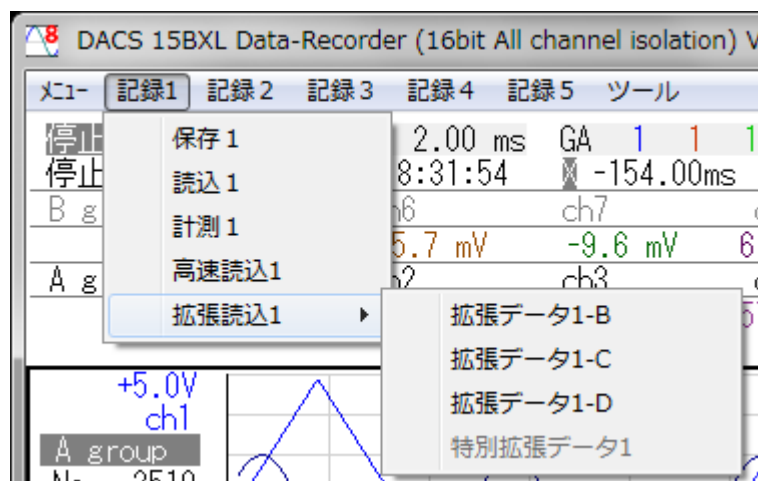 DACS 15BXL Data-Recorder (16bit All channel isolation) V
ﾒﾆｭｰ 記録1 記録2 記録3 記録4 記録5 ツール
停止 2.00 ms GA 1 1 1
停止 8:31:54 -154.00ms
B g ch7
5.7 mV -9.6 mV 6
A g ch3
保存1
読込1
計測1
高速読込1
拡張読込1
拡張データ1-B
拡張データ1-C
拡張データ1-D
特別拡張データ1
+5.0V
ch1
A group